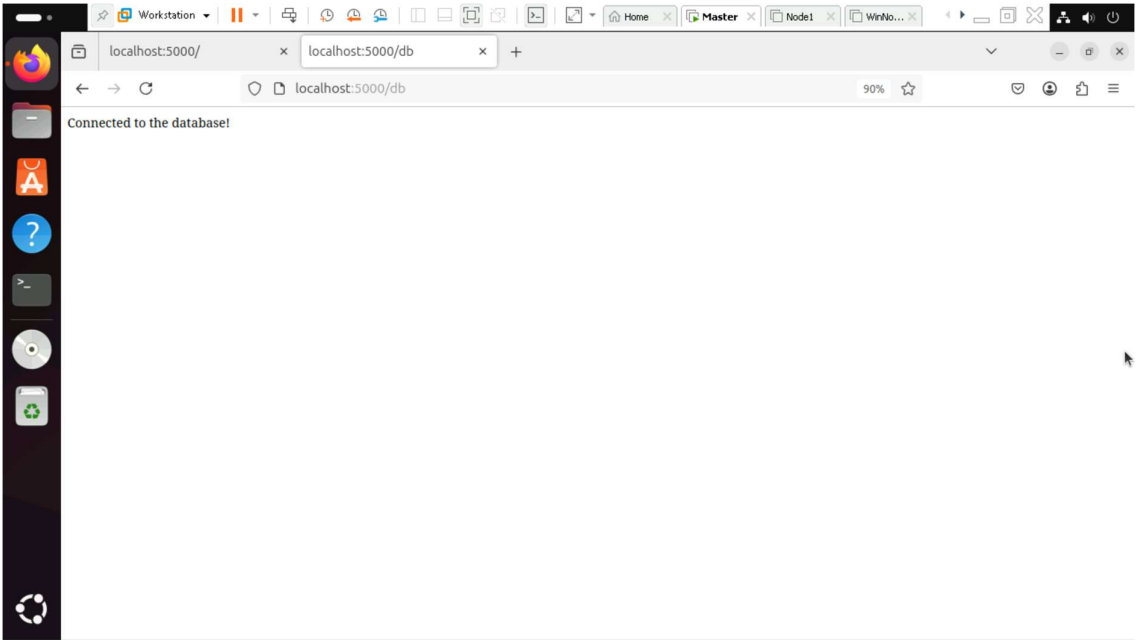 Workstation
Home
Master
Node1
WinNo...
localhost:5000/
localhost:5000/db
localhost:5000/db
90%
Connected to the database!